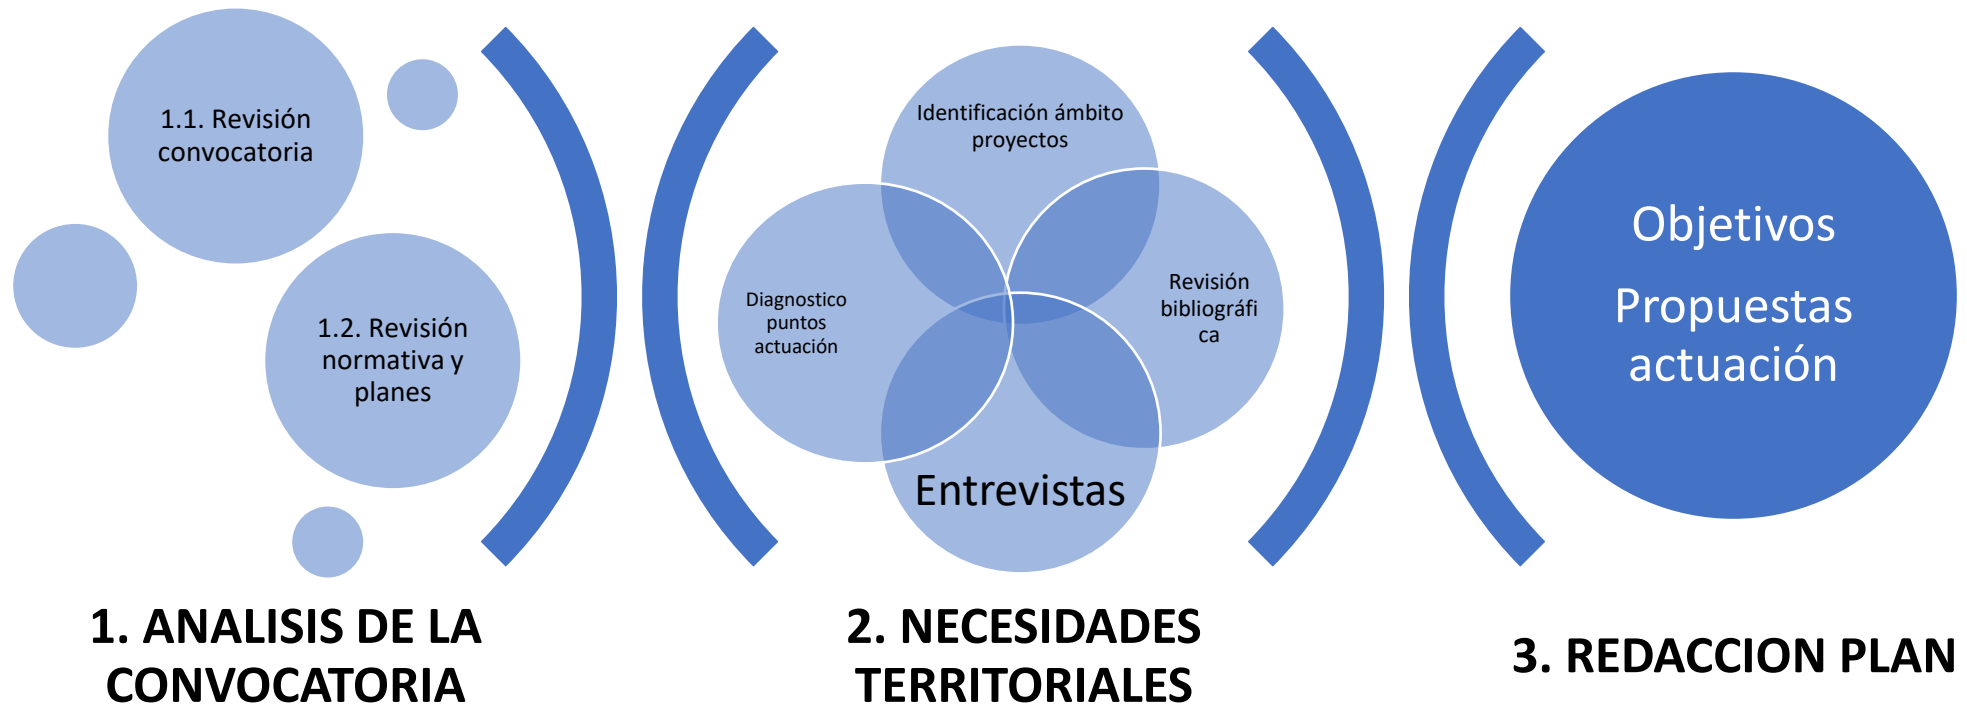 1.1. Revisión
convocatoria
1.2. Revisión
normativa y
planes
1. ANALISIS DE LA
CONVOCATORIA
Identificación ámbito
proyectos
Diagnostico
puntos
actuación
Revisión
bibliográfi
ca
Entrevistas
2. NECESIDADES
TERRITORIALES
Objetivos
Propuestas
actuación
3. REDACCION PLAN